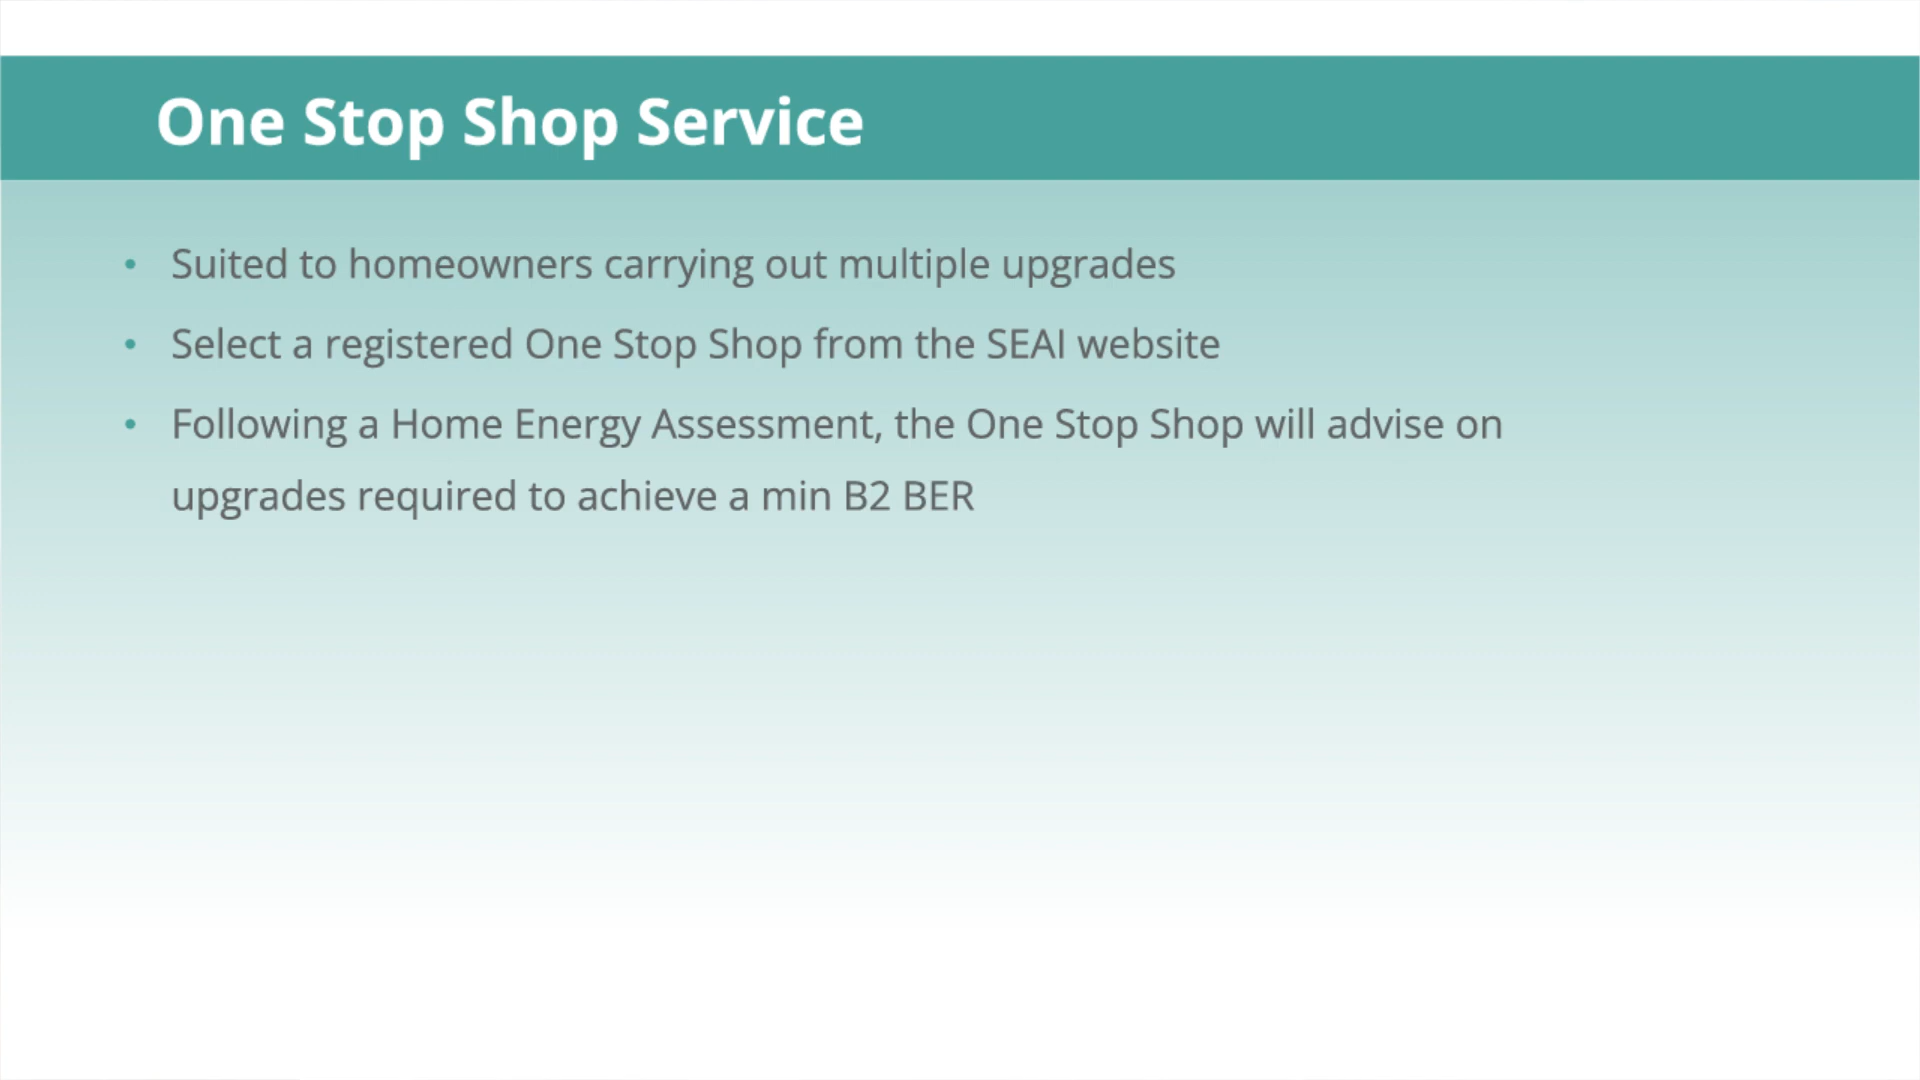 One Stop Shop Service
• Suited to homeowners carrying out multiple upgrades
• Select a registered One Stop Shop from the SEAI website
• Following a Home Energy Assessment, the One Stop Shop will advise on
upgrades required to achieve a min B2 BER